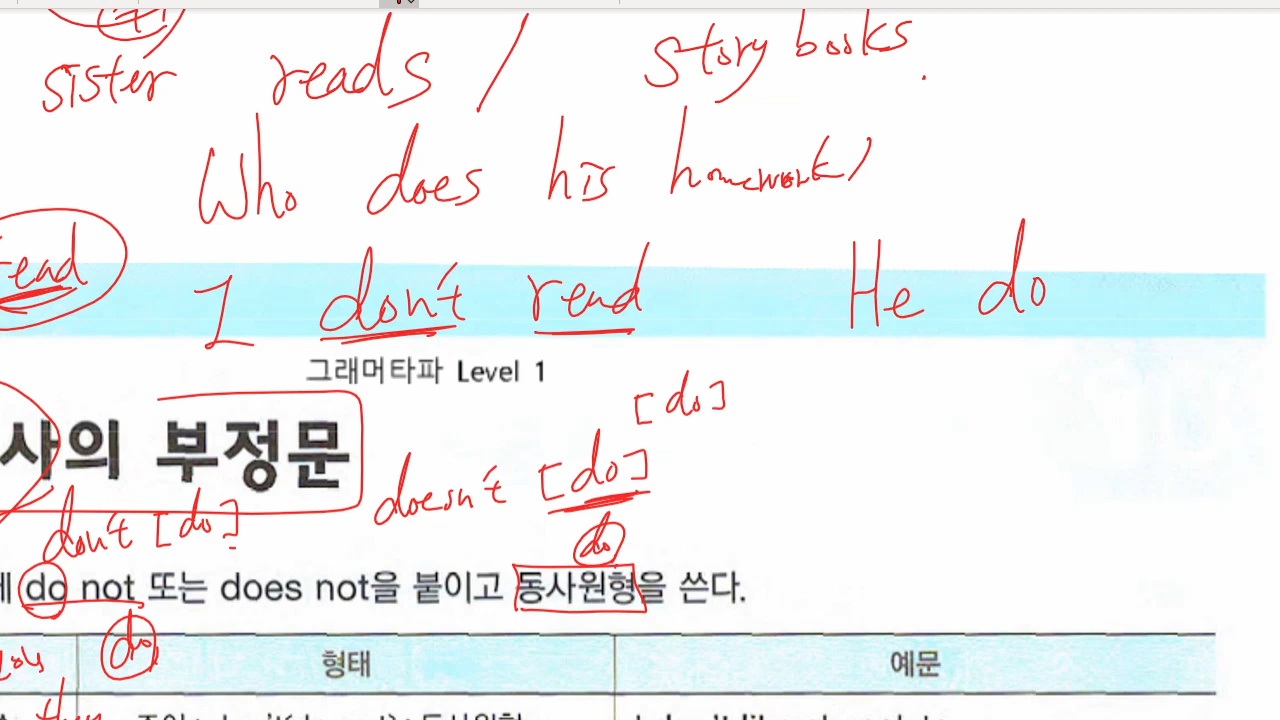 sister reads / story books.
Who does his homework
read I don't read He do
그래머타파 Level 1
[do]
사의 부정문
doesn't [do]
don't [do]
do
do not 또는 does not을 붙이고 동사원형을 쓴다.
do
형태 예문